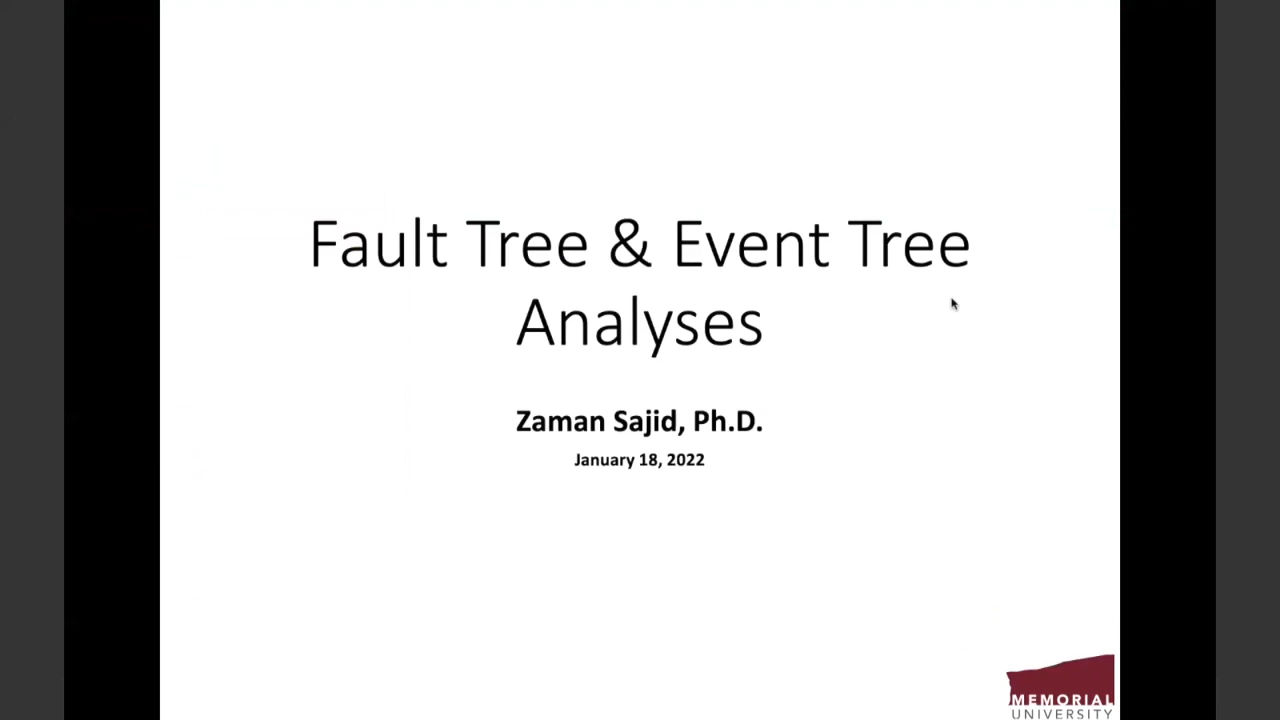 Fault Tree & Event Tree
Analyses
Zaman Sajid, Ph.D.
January 18, 2022
MEMORIAL
UNIVERSITY